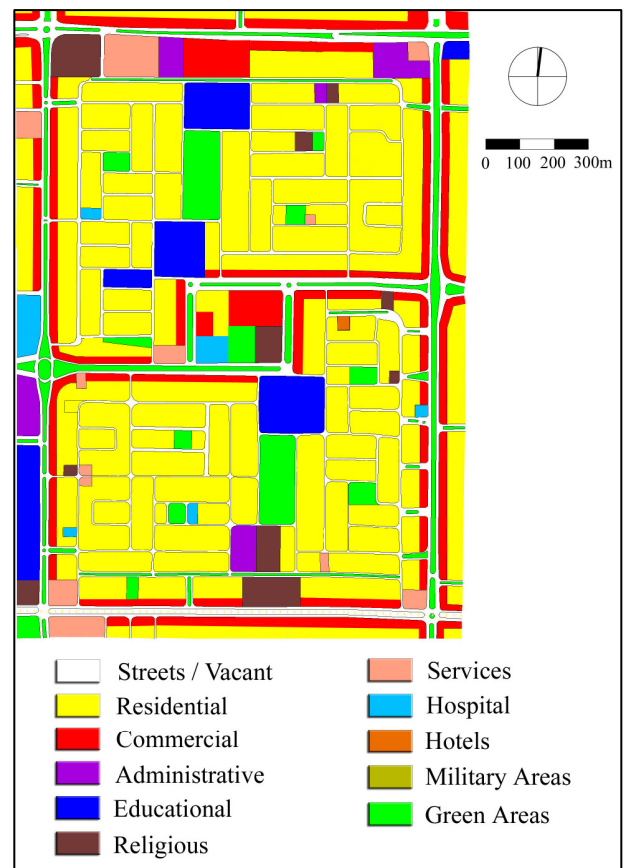 0 100 200 300m
Streets / Vacant
Residential
Commercial
Administrative
Educational
Religious
Services
Hospital
Hotels
Military Areas
Green Areas